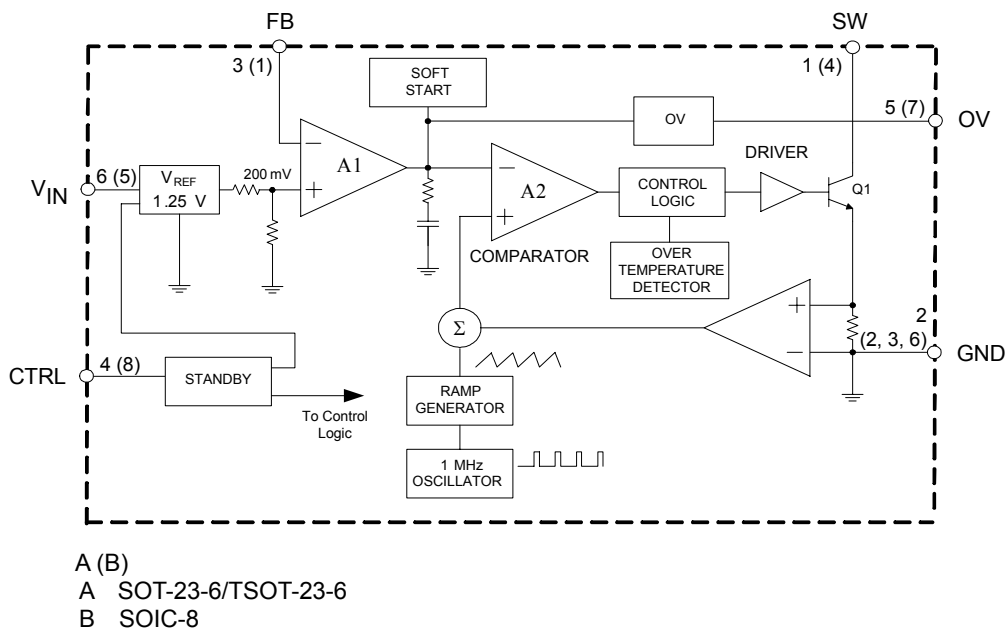 FB
SW
3 (1)
1 (4)
SOFT
START
5 (7)
OV
OV
DRIVER
A1
6 (5)
VIN
VREF
1.25 V
200 mV
A2
CONTROL
LOGIC
Q1
COMPARATOR
OVER
TEMPERATURE
DETECTOR
Σ
2
(2, 3, 6)
GND
4 (8)
CTRL
STANDBY
To Control
Logic
RAMP
GENERATOR
1 MHz
OSCILLATOR
A (B)
A SOT-23-6/TSOT-23-6
B SOIC-8